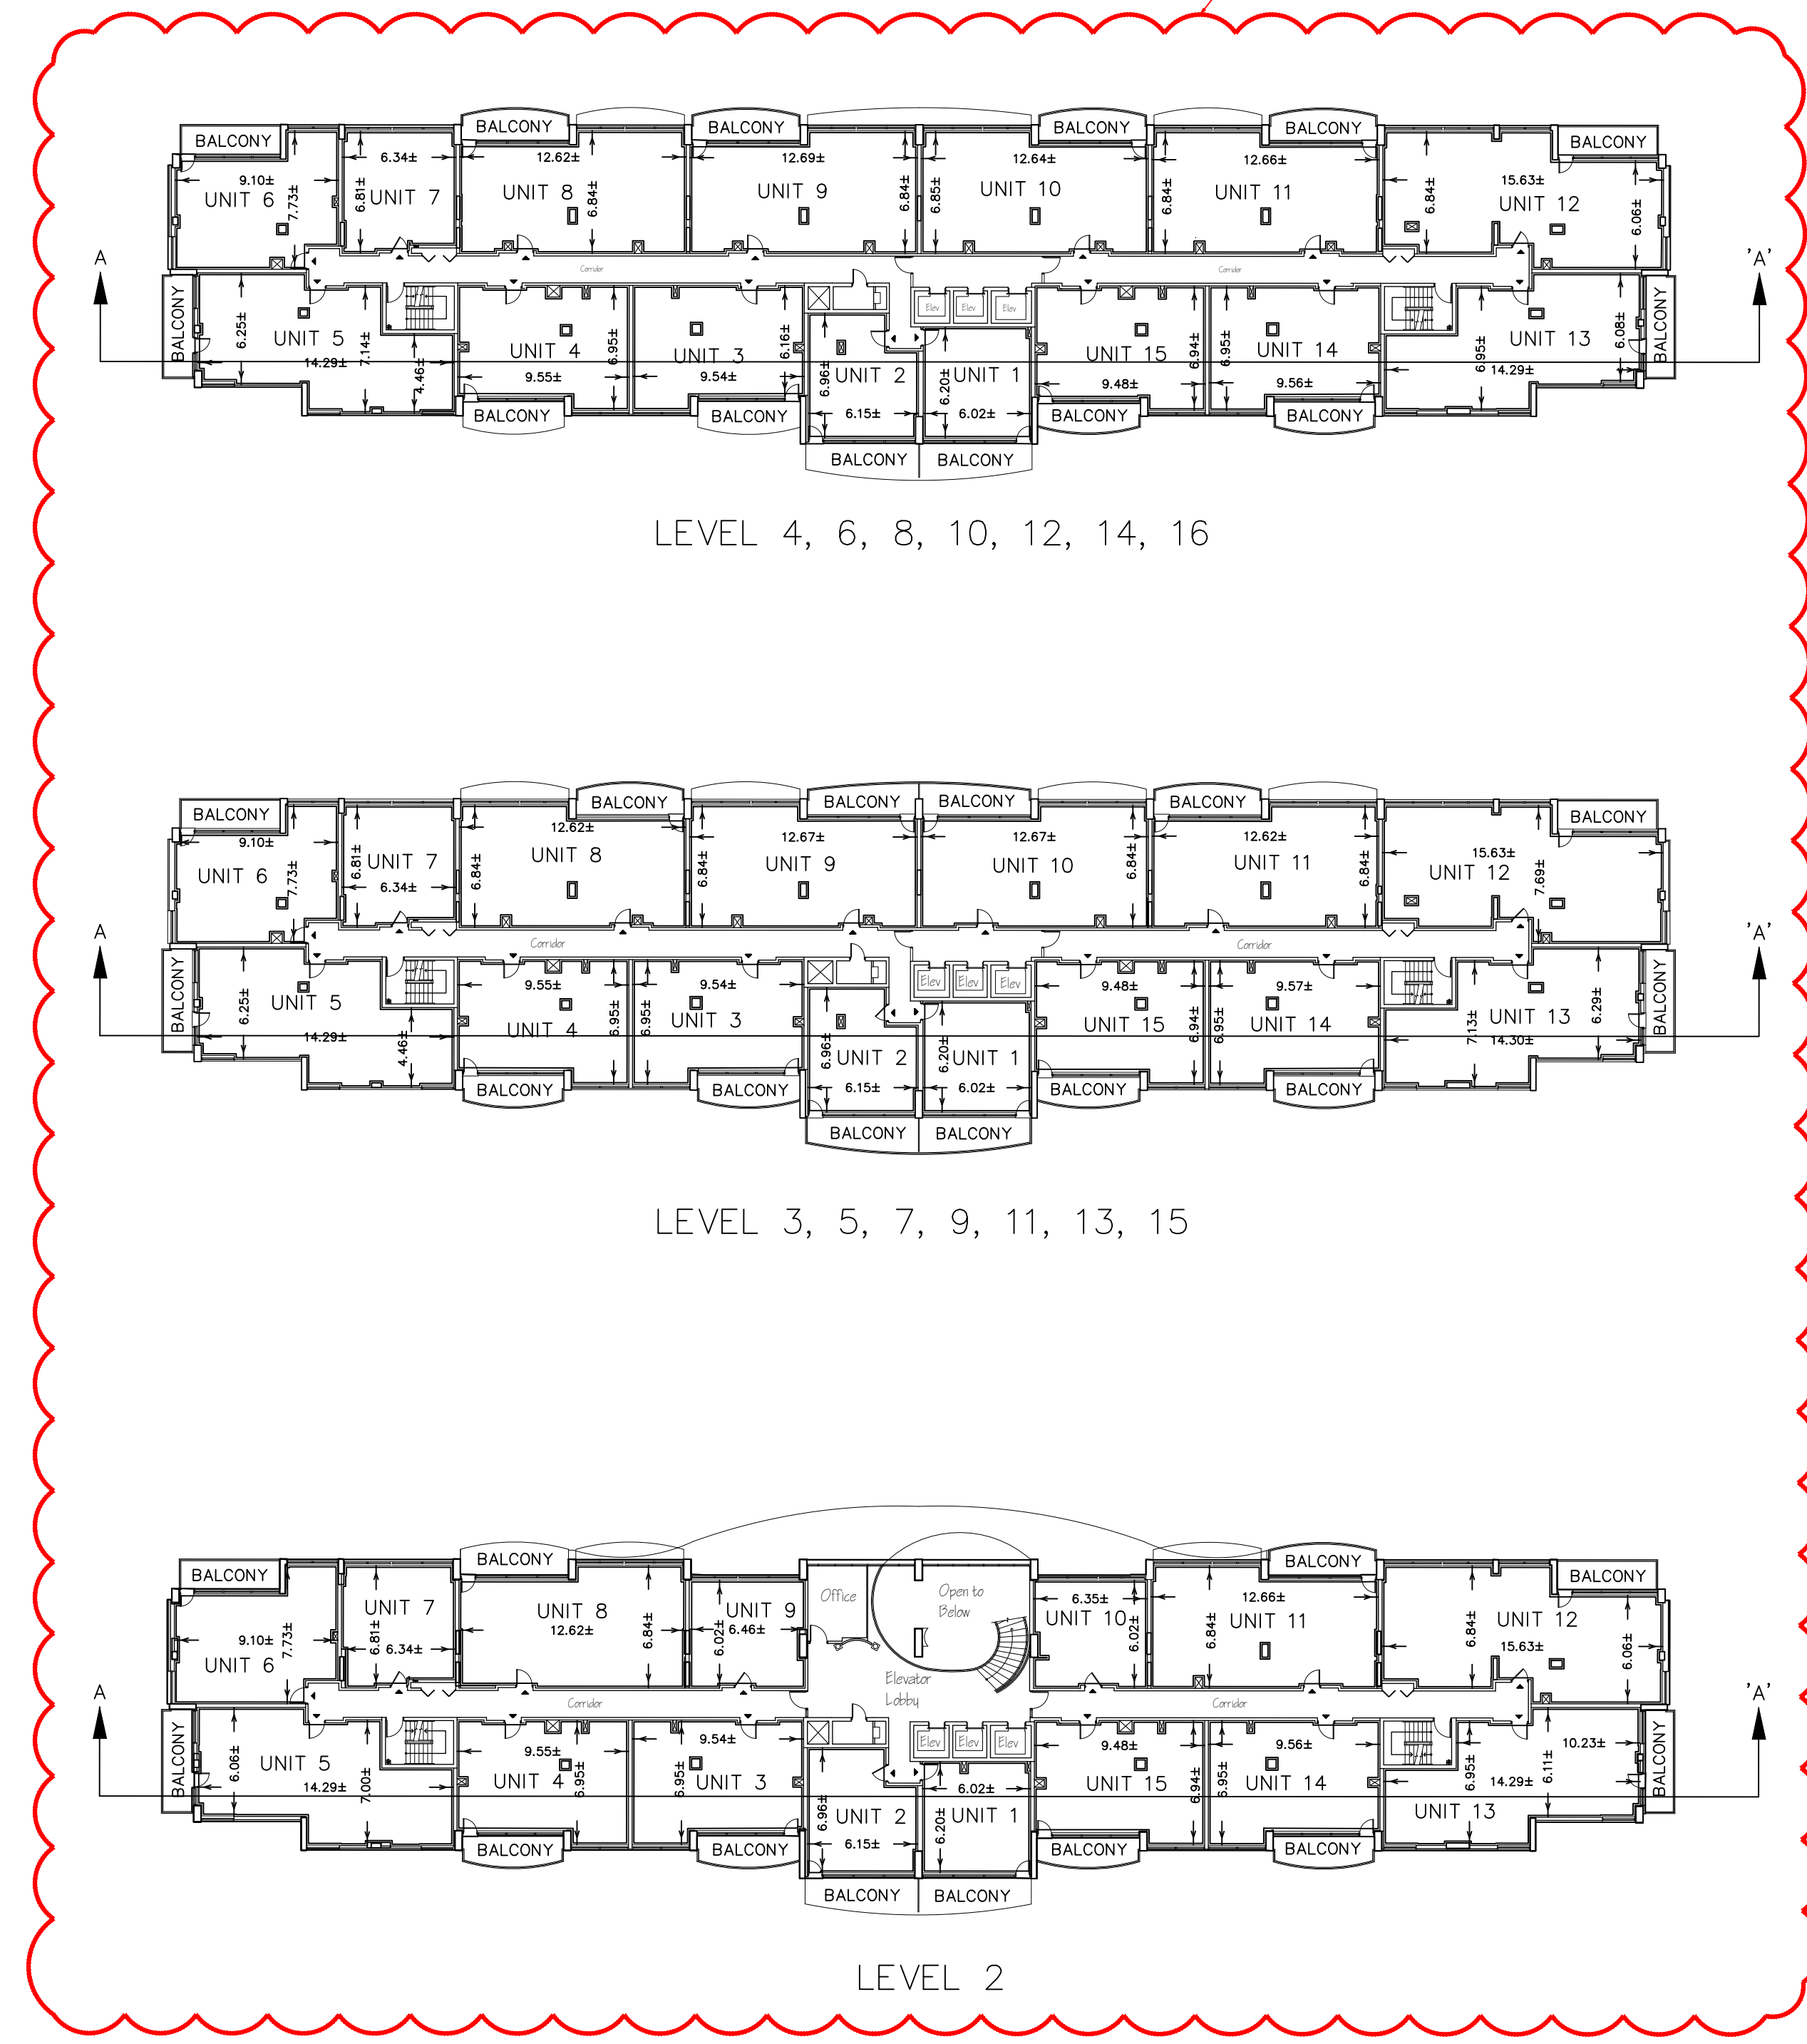 BALCONY BALCONY BALCONY BALCONY BALCONY BALCONY
9.10± 7.73± UNIT 6
6.34± 6.81± UNIT 7
12.62± 6.84± UNIT 8
12.69± 6.84± UNIT 9
12.64± 6.85± UNIT 10
12.66± 6.84± UNIT 11
15.63± 6.84± 6.06± UNIT 12
A Corridor Corridor 'A'
Elev Elev Elev
BALCONY 6.25± UNIT 5 14.29± 7.14± 4.46±
UNIT 4 9.55± 6.95±
UNIT 3 9.54± 6.16±
UNIT 2 6.96± 6.15±
UNIT 1 6.20± 6.02±
UNIT 15 9.48± 6.94±
UNIT 14 9.56± 6.95±
UNIT 13 14.29± 6.95± 6.08± BALCONY
BALCONY BALCONY BALCONY BALCONY BALCONY BALCONY
LEVEL 4, 6, 8, 10, 12, 14, 16
BALCONY BALCONY BALCONY BALCONY BALCONY BALCONY
9.10± 7.73± UNIT 6
6.81± UNIT 7 6.34±
12.62± 6.84± UNIT 8
12.67± 6.84± UNIT 9
12.67± 6.84± UNIT 10
12.62± 6.84± UNIT 11
15.63± 7.69± UNIT 12
A Corridor Corridor 'A'
Elev Elev Elev
BALCONY 6.25± UNIT 5 14.29± 4.46±
9.55± UNIT 4 6.95±
9.54± UNIT 3 6.95±
6.96± UNIT 2 6.15±
6.20± UNIT 1 6.02±
9.48± UNIT 15 6.94±
9.57± UNIT 14 6.95±
UNIT 13 7.13± 14.30± 6.29± BALCONY
BALCONY BALCONY BALCONY BALCONY
BALCONY BALCONY
LEVEL 3, 5, 7, 9, 11, 13, 15
BALCONY BALCONY BALCONY BALCONY
9.10± 7.73± UNIT 6
UNIT 7 6.81± 6.34±
UNIT 8 12.62± 6.84±
UNIT 9 6.46± 6.02±
Office
Open to
Below
6.35± UNIT 10 6.02±
12.66± UNIT 11 6.84±
UNIT 12 15.63± 6.84± 6.06±
Elevator
Lobby
A Corridor Corridor 'A'
Elev Elev Elev
BALCONY 6.06± UNIT 5 14.29± 7.00±
9.55± UNIT 4 6.95±
9.54± UNIT 3 6.95±
6.96± UNIT 2 6.15±
6.02± UNIT 1 6.20±
9.48± UNIT 15 6.94±
9.56± UNIT 14 6.95±
6.95± 6.11± 10.23± 14.29± UNIT 13 BALCONY
BALCONY BALCONY BALCONY BALCONY
BALCONY BALCONY
LEVEL 2